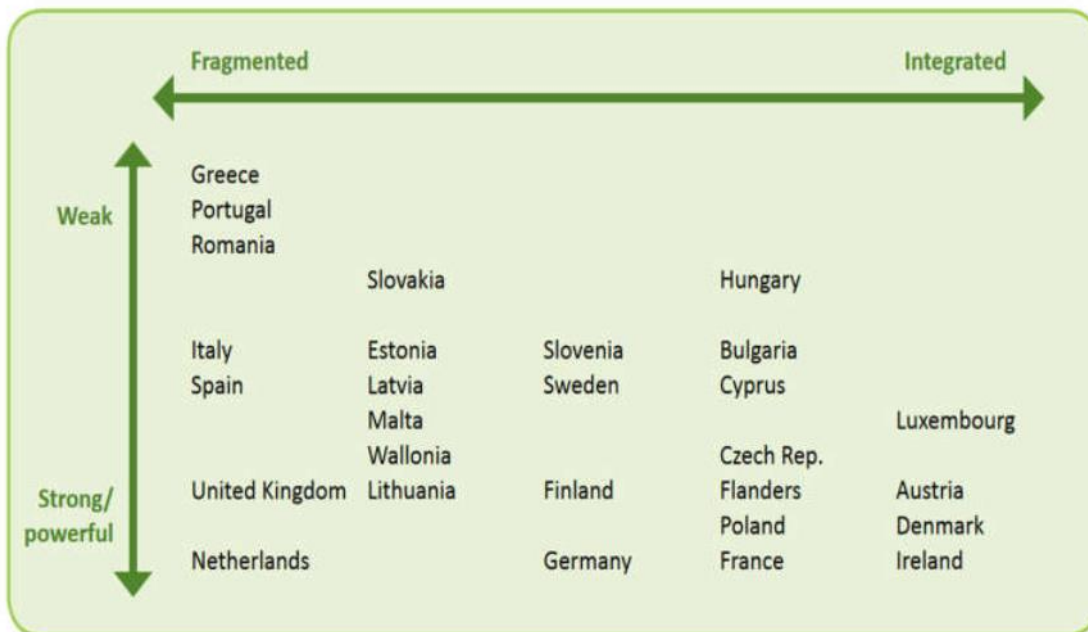 Fragmented Integrated
Greece
Weak Portugal
Romania
Slovakia Hungary
Italy Estonia Slovenia Bulgaria
Spain Latvia Sweden Cyprus
Malta Luxembourg
Wallonia Czech Rep.
Strong/ United Kingdom Lithuania Finland Flanders Austria
powerful Poland Denmark
Netherlands Germany France Ireland